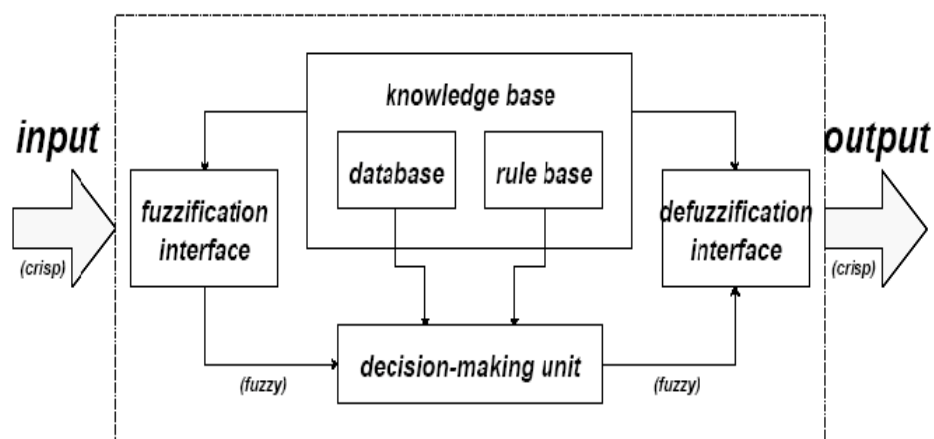 knowledge base
input
output
database
rule base
fuzzification
interface
defuzzification
interface
(crisp)
(crisp)
decision-making unit
(fuzzy)
(fuzzy)